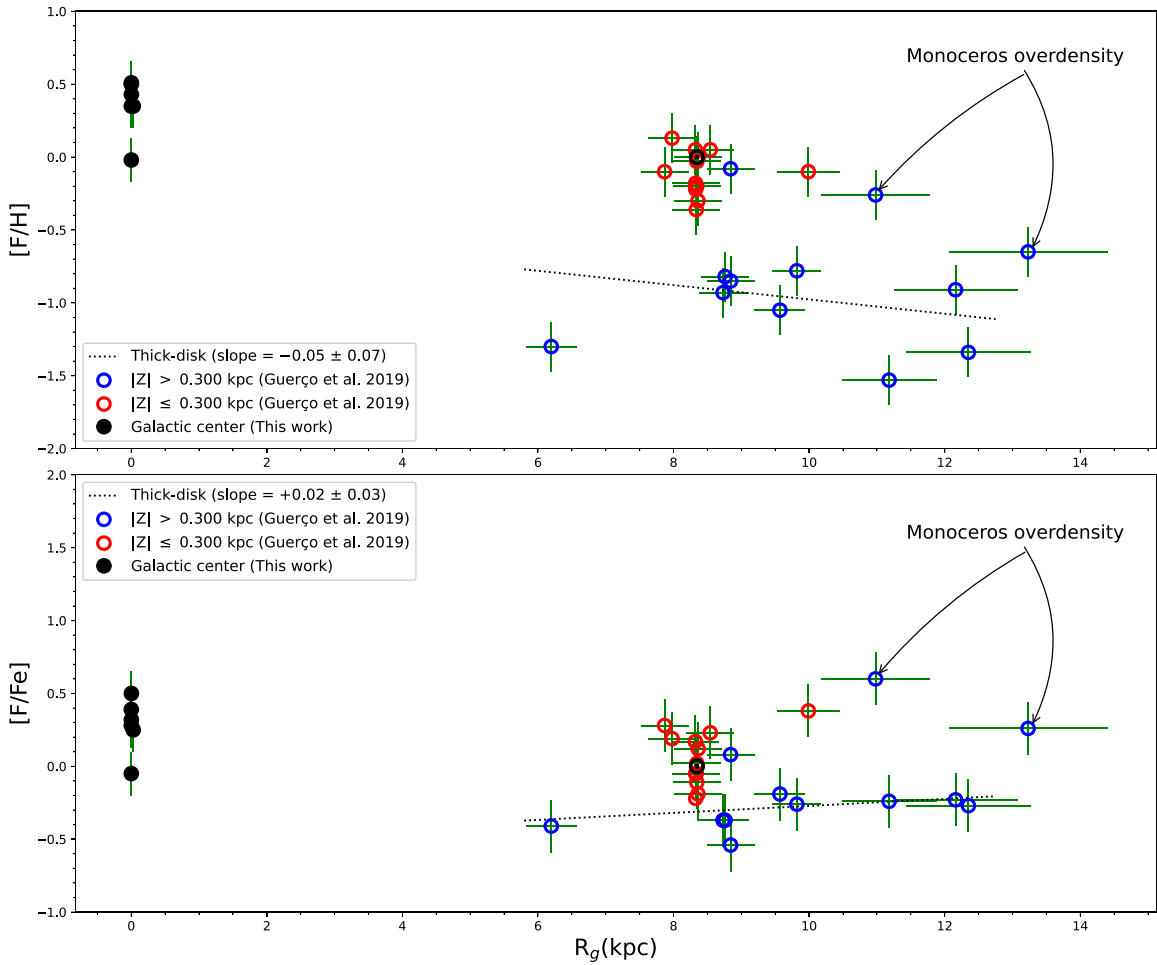 1.0
Monoceros overdensity
0.5
0.0
[F/H]
−0.5
−1.0
−1.5
−2.0
Thick-disk (slope = −0.05 ± 0.07)
|Z| > 0.300 kpc (Guerço et al. 2019)
|Z| ≤ 0.300 kpc (Guerço et al. 2019)
Galactic center (This work)
0 2 4 6 8 10 12 14
2.0
Thick-disk (slope = +0.02 ± 0.03)
|Z| > 0.300 kpc (Guerço et al. 2019)
|Z| ≤ 0.300 kpc (Guerço et al. 2019)
Galactic center (This work)
Monoceros overdensity
1.5
1.0
0.5
[F/Fe]
0.0
−0.5
−1.0
0 2 4 6 8 10 12 14
R_g(kpc)